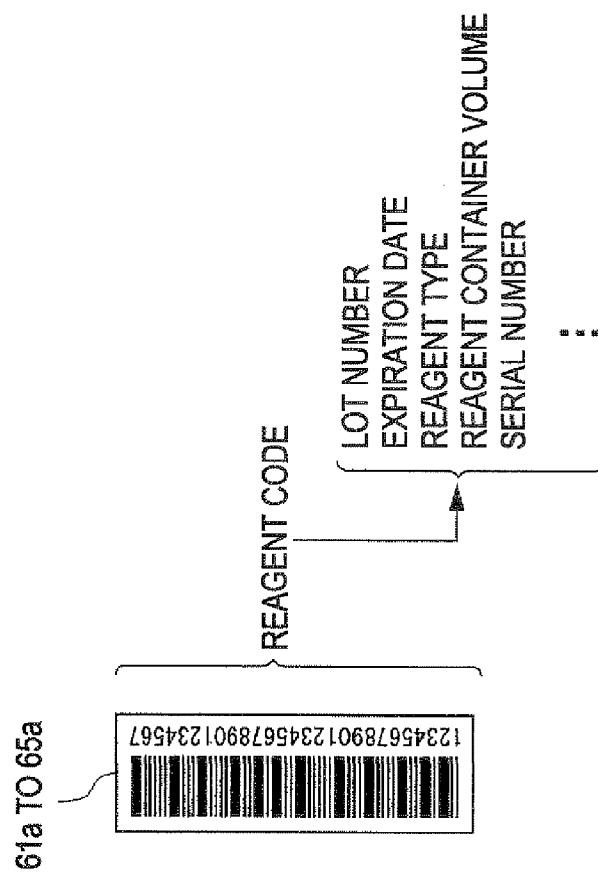 61a TO 65a
123456789012345678901234567
REAGENT CODE
LOT NUMBER
EXPIRATION DATE
REAGENT TYPE
REAGENT CONTAINER VOLUME
SERIAL NUMBER